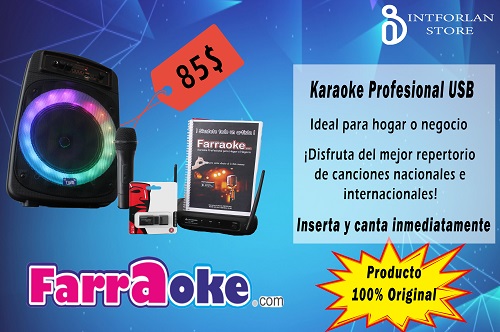 INTFORLAN
STORE
85$
Karaoke Profesional USB
Ideal para hogar o negocio
¡Disfruta del mejor repertorio
de canciones nacionales e
internacionales!
Inserta y canta inmediatamente
Farraoke
Farraoke.com
Producto
100% Original